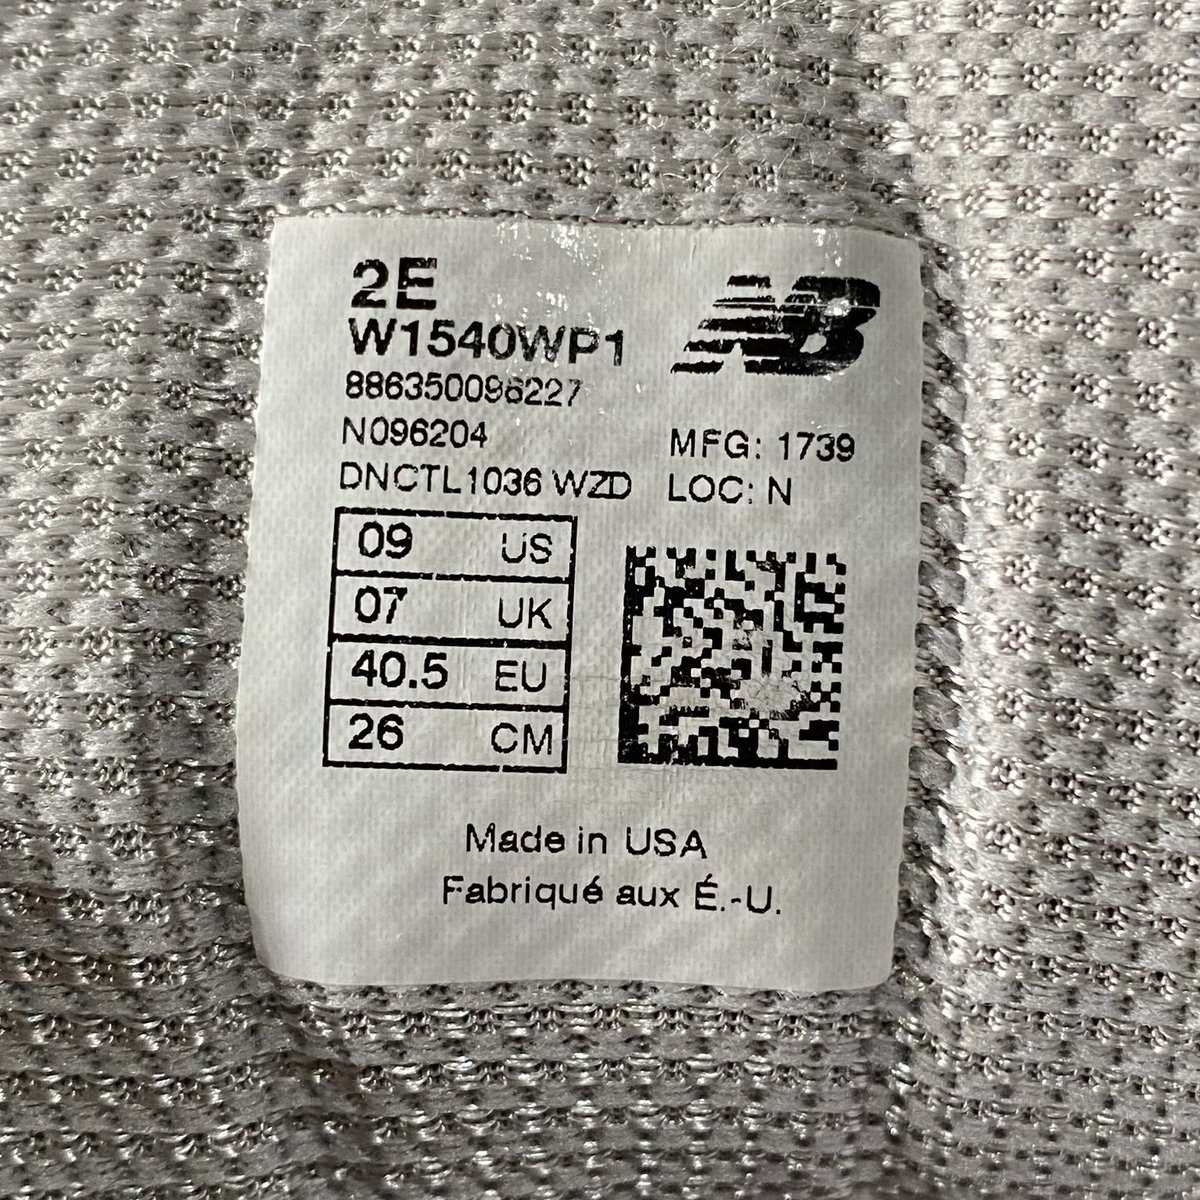 2E
NB
W1540WP1
886350096227
N096204
MFG: 1739
DNCTL1036 WZD
LOC: N
09 US
07 UK
40.5 EU
26 CM
Made in USA
Fabriqué aux É.-U.